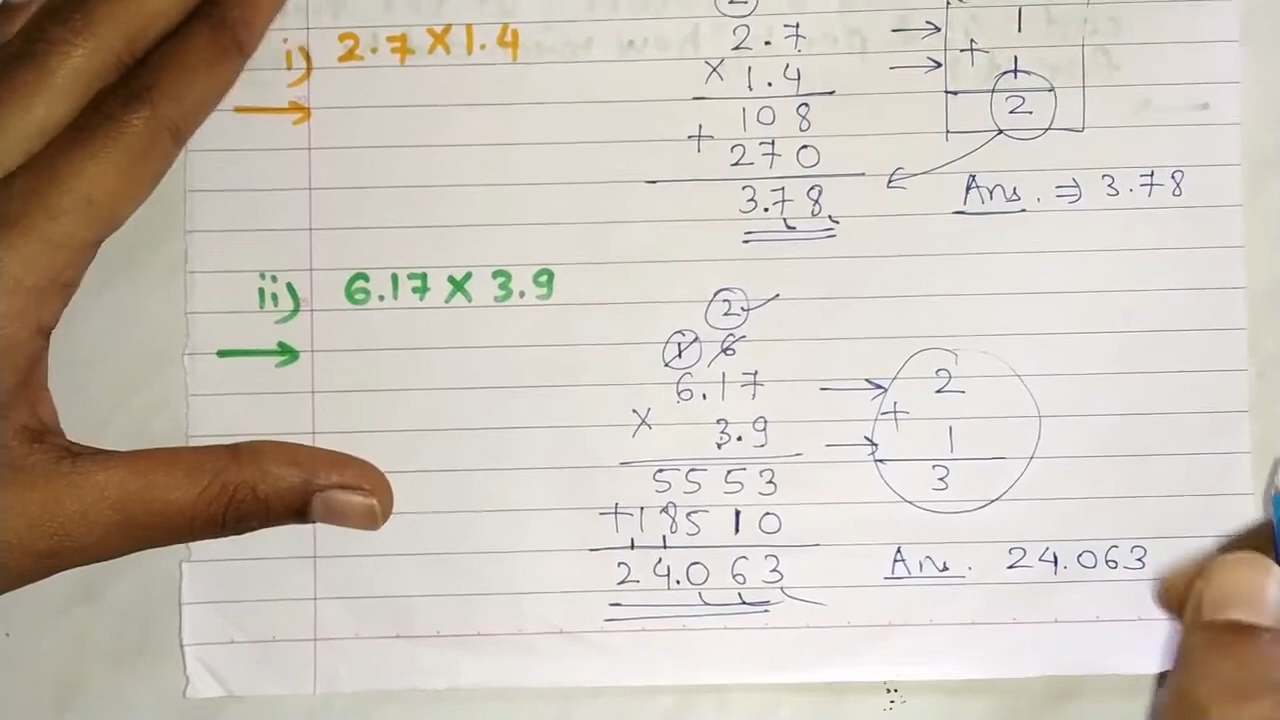 i) 2.7 × 1.4
2.7 → 1
× 1.4 → + 1
108 2
+ 270
3.78 Ans. ⇒ 3.78
ii) 6.17 × 3.9
2
1 6
6.17 → 2
× 3.9 → + 1
5553 3
+18510
24.063 Ans. 24.063